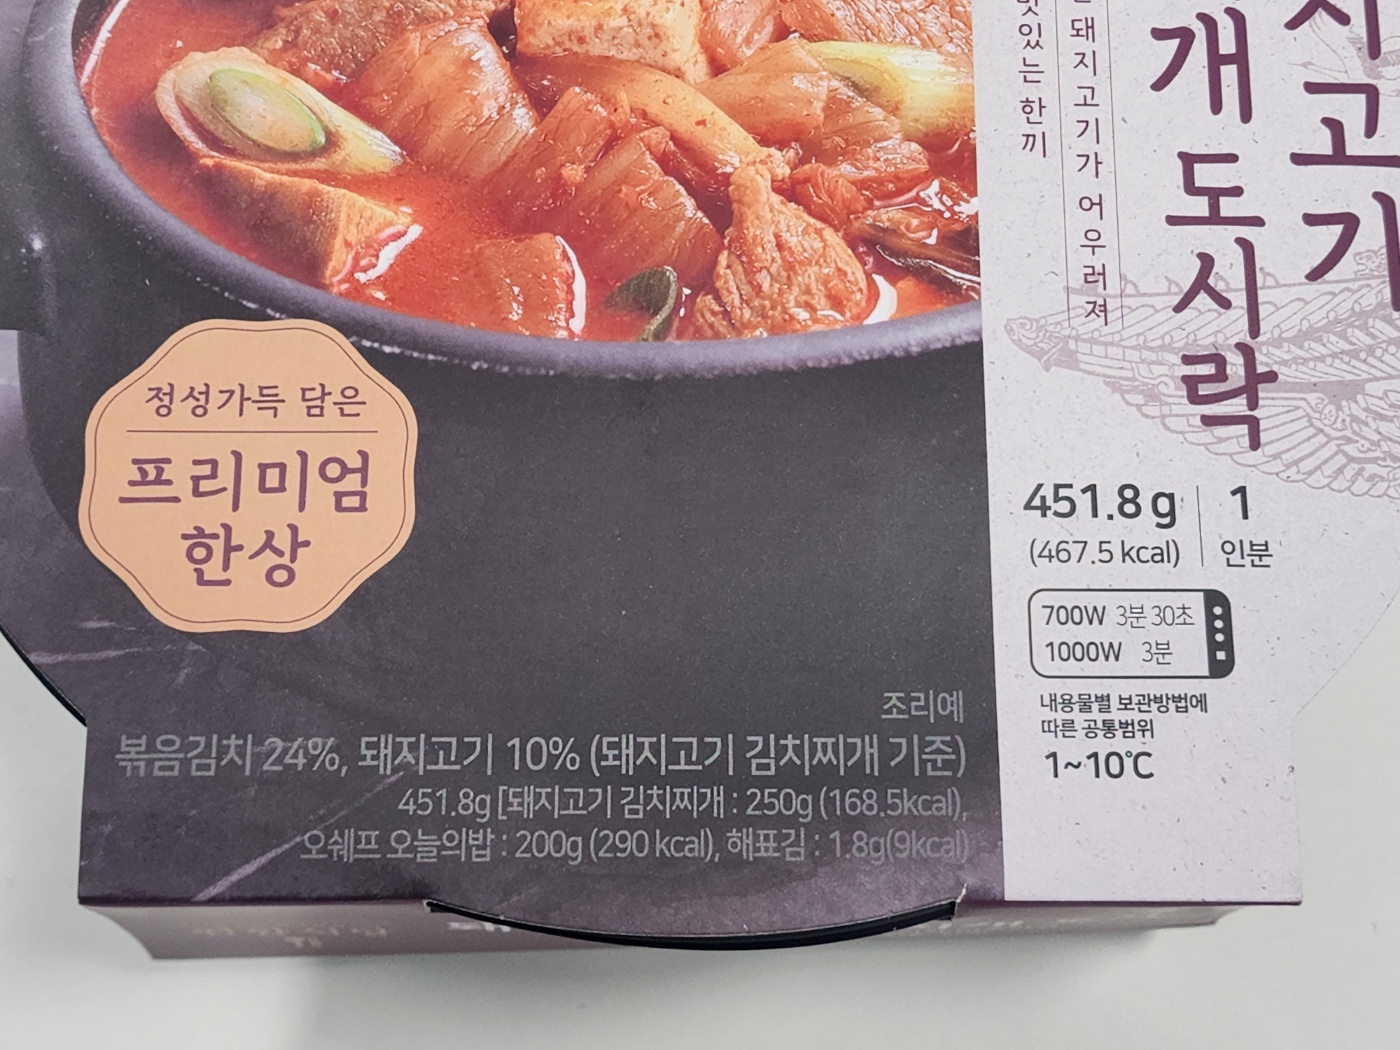 맛있는 한 끼
돼지고기가 어우러져
개 도시락
고기
정성가득 담은
프리미엄
한상
451.8 g
(467.5 kcal)
1
인분
700W 3분 30초
1000W 3분
내용물별 보관방법에
따른 공통범위
1~10℃
조리예
볶음김치 24%, 돼지고기 10% (돼지고기 김치찌개 기준)
451.8g [돼지고기 김치찌개 : 250g (168.5kcal),
오쉐프 오늘의밥 : 200g (290 kcal), 해표김 : 1.8g(9kcal)